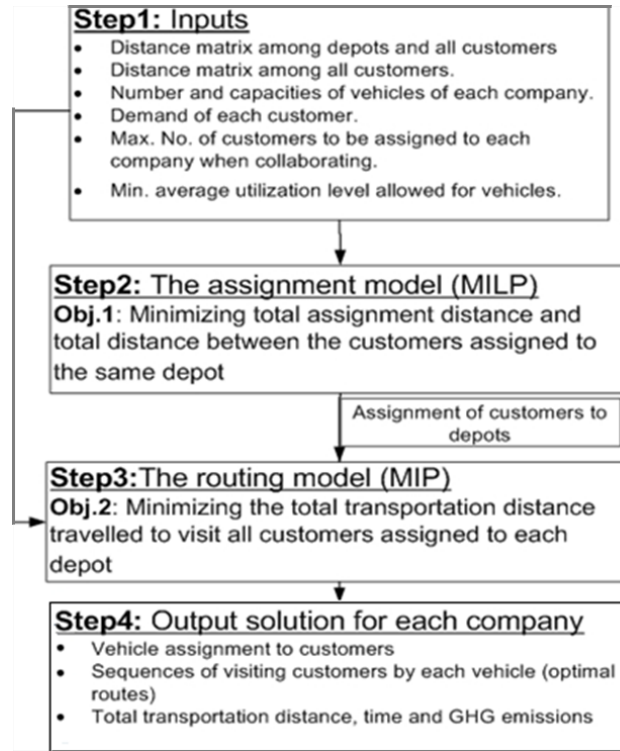 Step1: Inputs
• Distance matrix among depots and all customers
• Distance matrix among all customers.
• Number and capacities of vehicles of each company.
• Demand of each customer.
• Max. No. of customers to be assigned to each
company when collaborating.
• Min. average utilization level allowed for vehicles.
Step2: The assignment model (MILP)
Obj.1: Minimizing total assignment distance and
total distance between the customers assigned to
the same depot
Assignment of customers to
depots
Step3:The routing model (MIP)
Obj.2: Minimizing the total transportation distance
travelled to visit all customers assigned to each
depot
Step4: Output solution for each company
• Vehicle assignment to customers
• Sequences of visiting customers by each vehicle (optimal
routes)
• Total transportation distance, time and GHG emissions